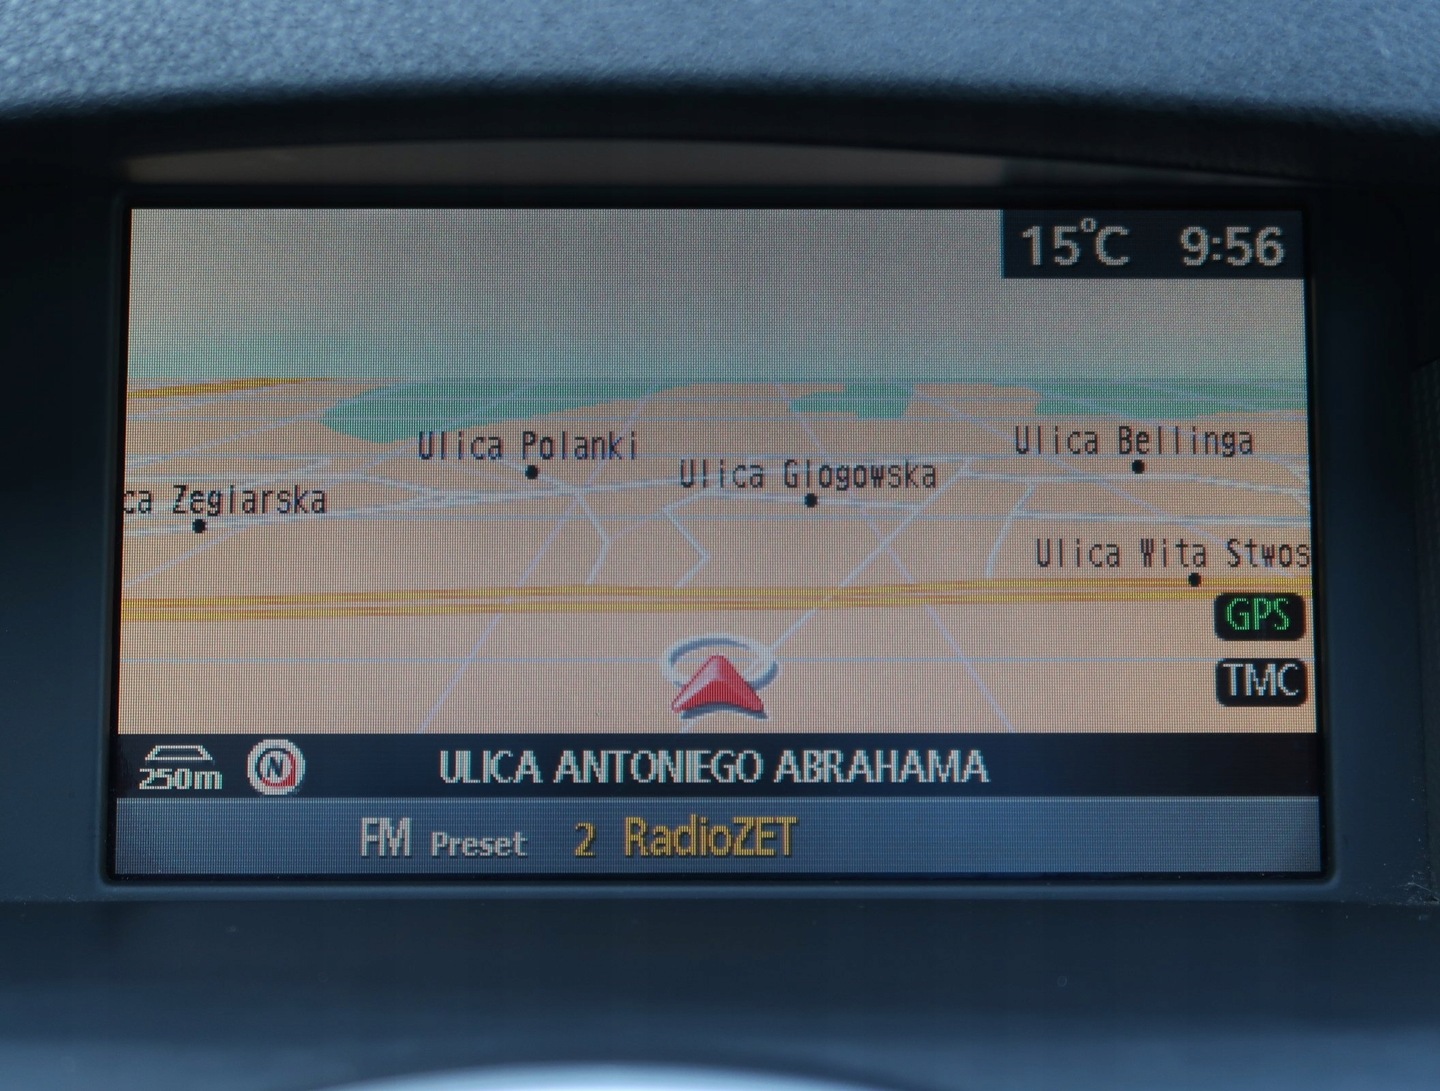 15°C 9:56
Ulica Polanki
Ulica Bellinga
Ulica Glogowska
ca Zeglarska
Ulica Wita Stwos
GPS
TMC
250m N ULICA ANTONIEGO ABRAHAMA
FM Preset 2 RadioZET